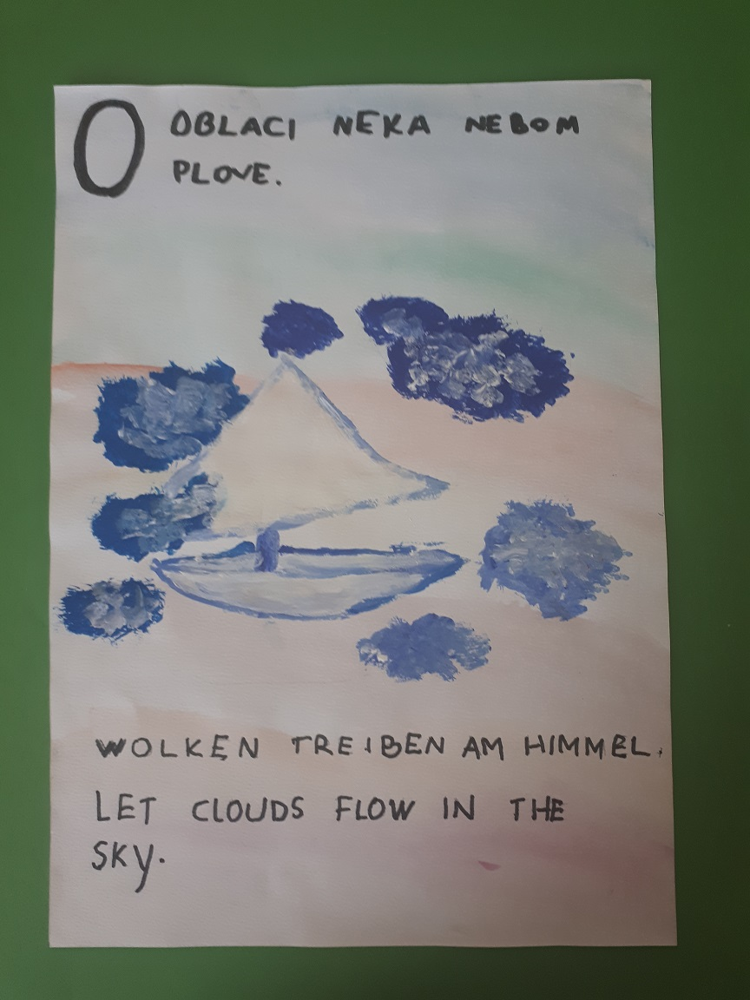 O OBLACI NEKA NEBOM
PLOVE.
WOLKEN TREIBEN AM HIMMEL.
LET CLOUDS FLOW IN THE
SKY.